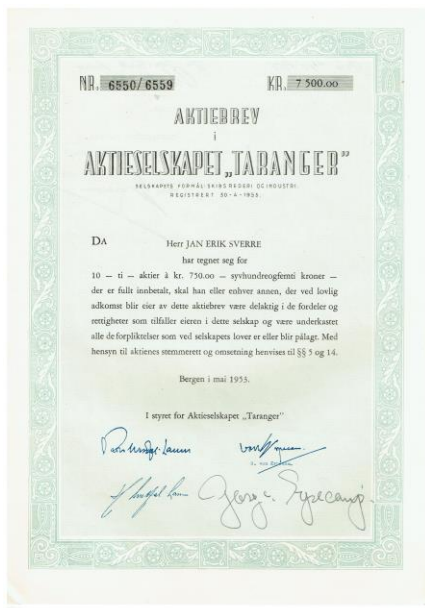 NR. 6550/6559 KR. 7 500.00
AKTIEBREV
i
AKTIESELSKAPET „TARANGER”
SELSKAPETS FORMÅL: SKIBSREDERI OG INDUSTRI.
REGISTRERT 30-4-1953.
DA Herr JAN ERIK SVERRE
har tegnet seg for
10 — ti — aktier à kr. 750.00 — syvhundrogfemti kroner —
der er fullt innbetalt, skal han eller enhver annen, der ved lovlig
adkomst blir eier av dette aktiebrev være delaktig i de fordeler og
rettigheter som tilfaller eieren i dette selskap og være underkastet
alle de forpliktelser som ved selskapets lover er eller blir pålagt. Med
hensyn til aktienes stemmerett og omsetning henvises til §§ 5 og 14.
Bergen i mai 1953.
I styret for Aktieselskapet ”Taranger”